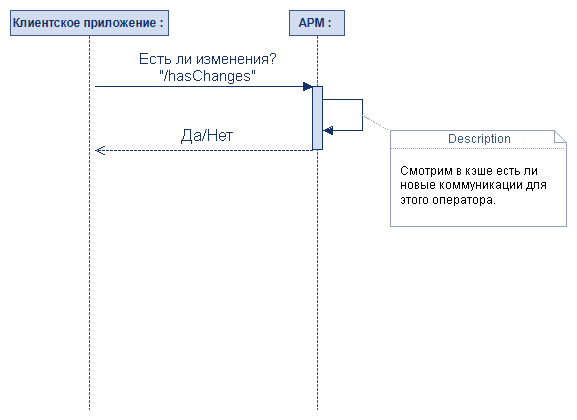 Клиентское приложение :
АРМ :
Есть ли изменения?
"/hasChanges"
Да/Нет
Description
Смотрим в кэше есть ли
новые коммуникации для
этого оператора.